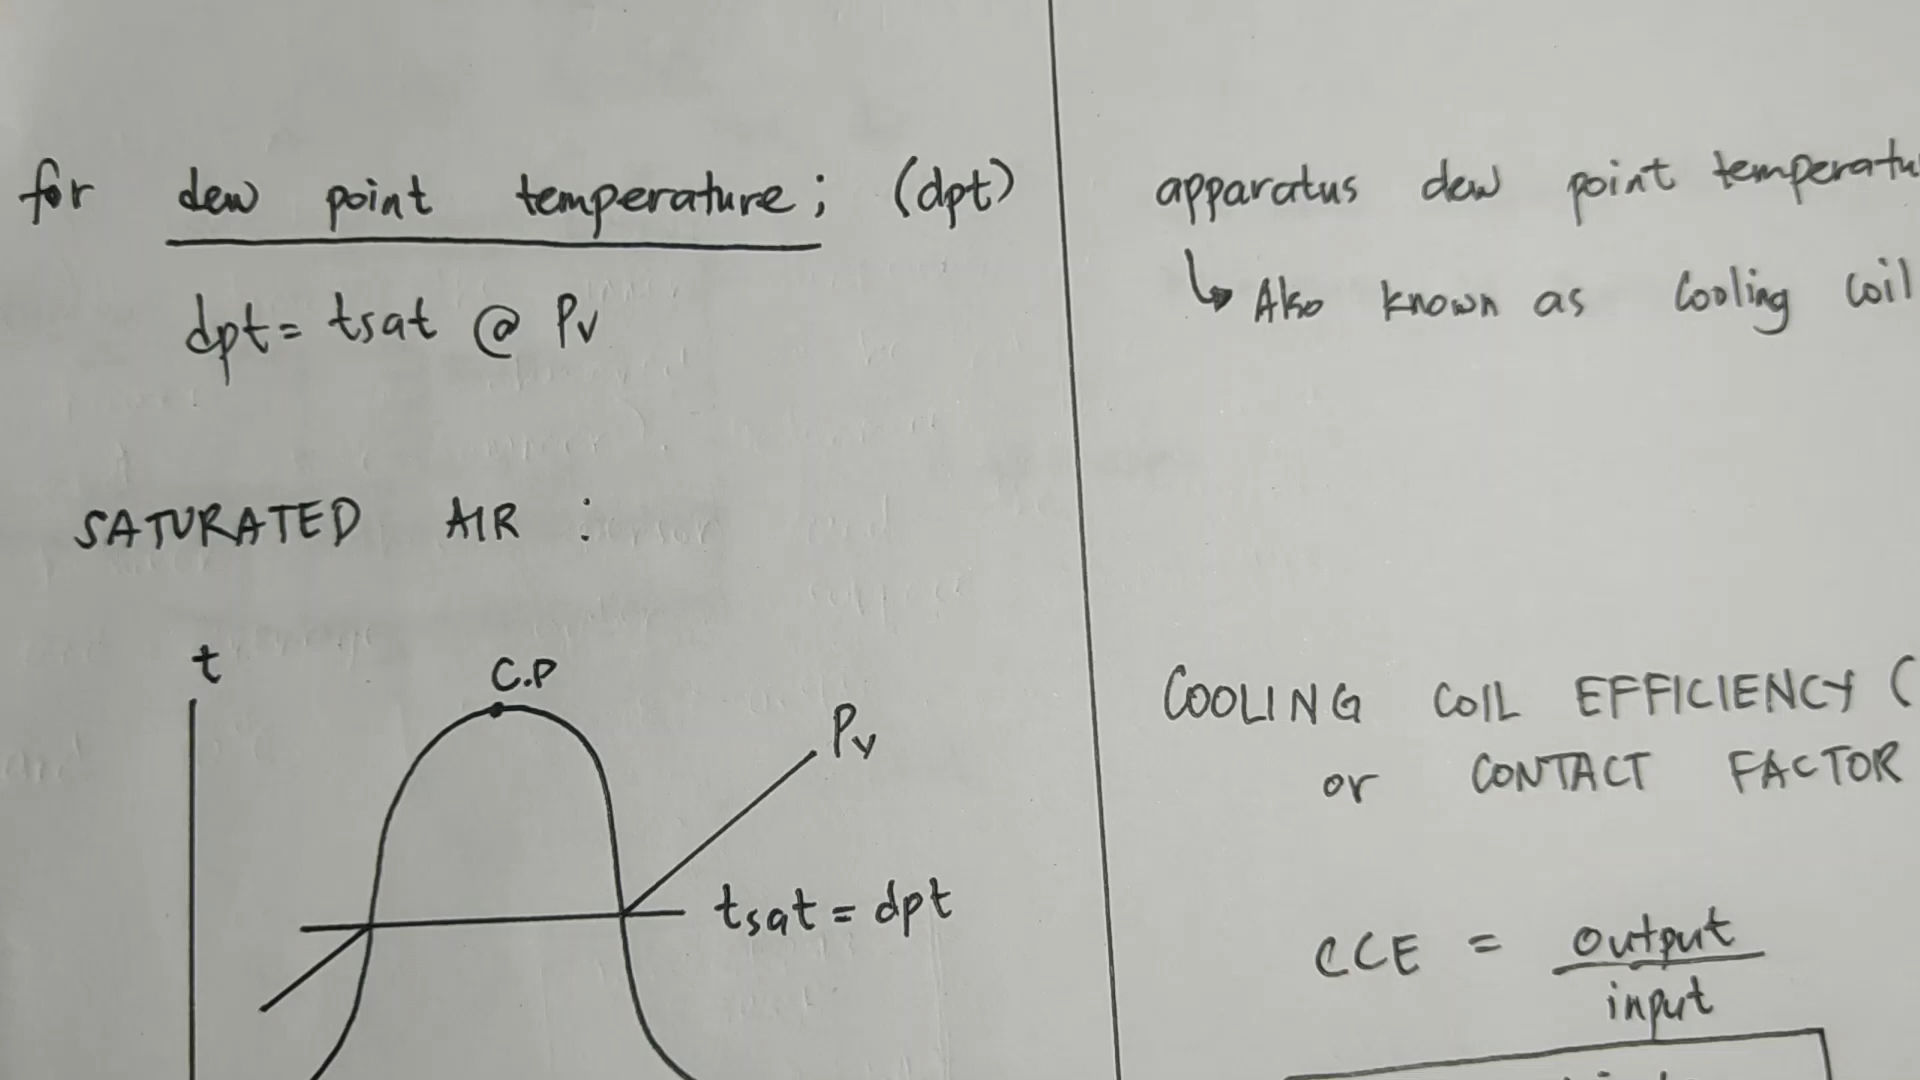 for dew point temperature; (dpt)
dpt = tsat @ Pv
SATURATED AIR :
t
C.P
Pv
tsat = dpt
apparatus dew point
↳ Also known as cooling coil
COOLING COIL EFFICIENCY (
or CONTACT FACTOR
CCE = output
input